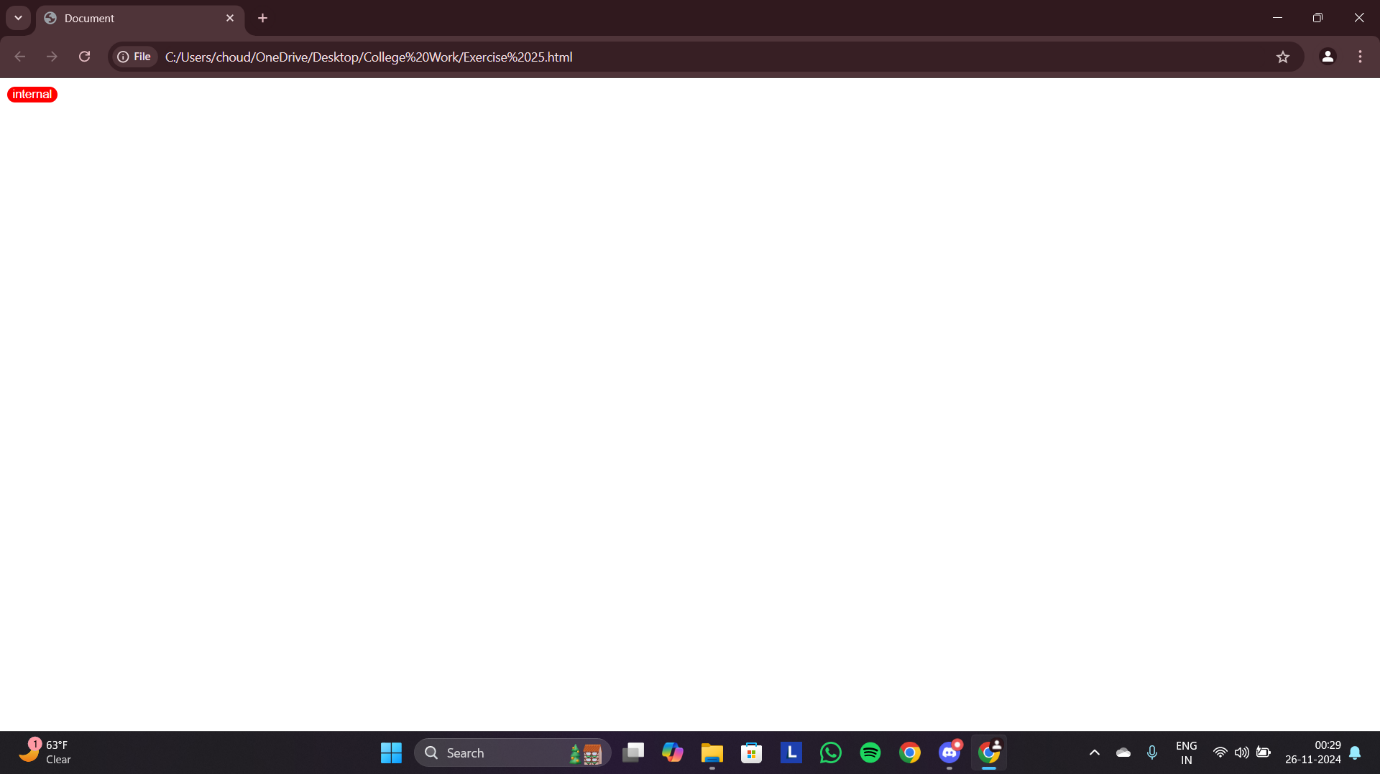 Document
File C:/Users/choud/OneDrive/Desktop/College%20Work/Exercise%2025.html
internal
1
63°F
Clear
Search
L
ENG
IN
00:29
26-11-2024